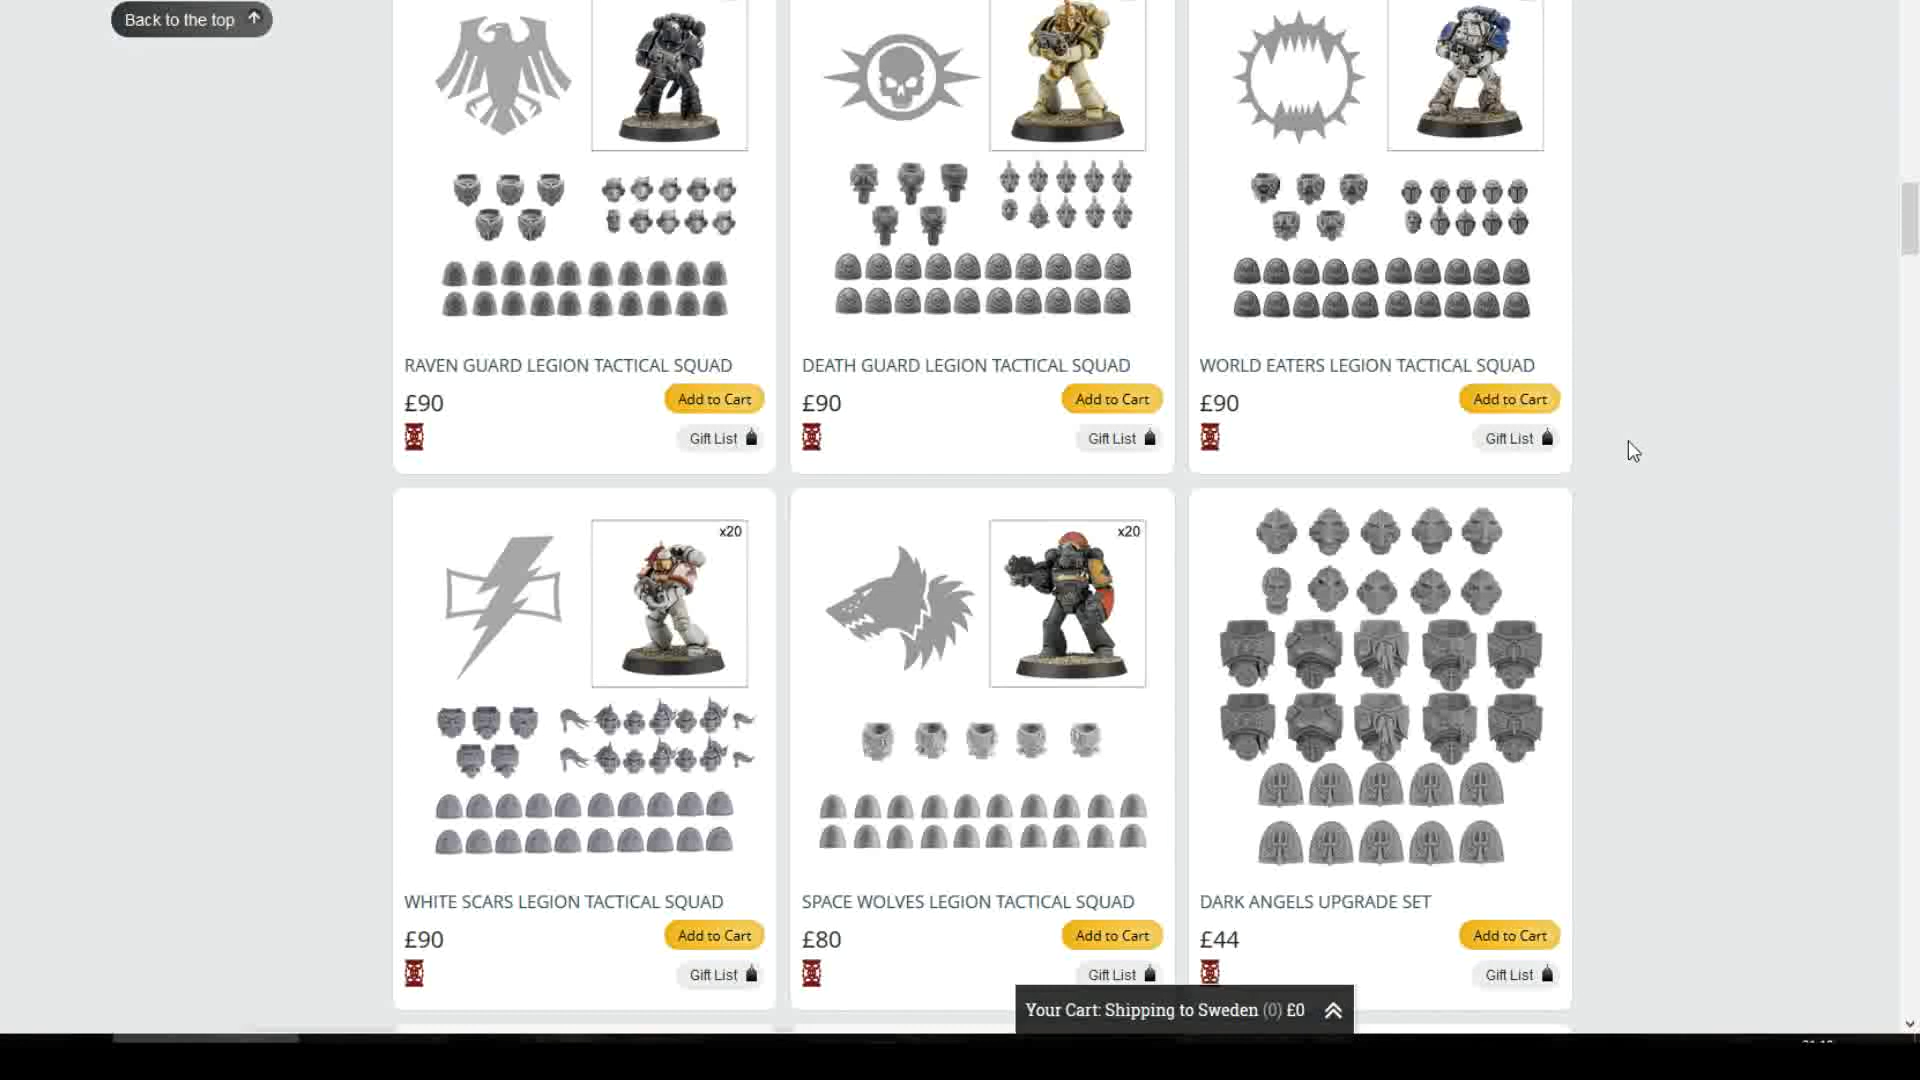 Back to the top
RAVEN GUARD LEGION TACTICAL SQUAD
£90
Add to Cart
Gift List
DEATH GUARD LEGION TACTICAL SQUAD
£90
Add to Cart
Gift List
WORLD EATERS LEGION TACTICAL SQUAD
£90
Add to Cart
Gift List
x20
WHITE SCARS LEGION TACTICAL SQUAD
£90
Add to Cart
Gift List
x20
SPACE WOLVES LEGION TACTICAL SQUAD
£80
Add to Cart
Gift List
DARK ANGELS UPGRADE SET
£44
Add to Cart
Gift List
Your Cart: Shipping to Sweden (0) £0